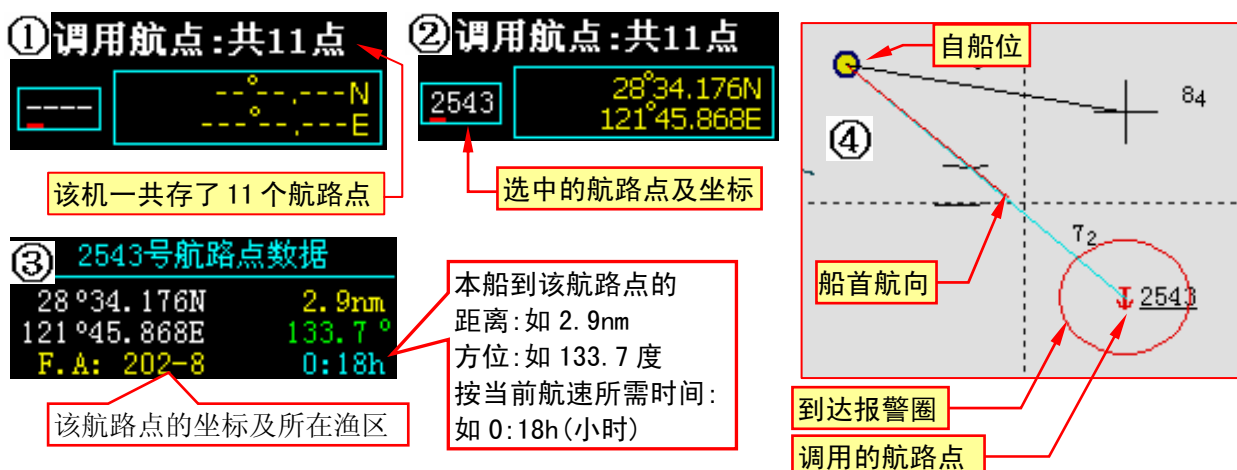 ①调用航点:共11点
----
--°--.---N
---°--.---E
该机一共存了 11 个航路点
②调用航点:共11点
2543
28°34.176N
121°45.868E
选中的航路点及坐标
③ 2543号航路点数据
28°34.176N 2.9nm
121°45.868E 133.7°
F.A: 202-8 0:18h
该航路点的坐标及所在渔区
本船到该航路点的
距离:如 2.9nm
方位:如 133.7 度
按当前航速所需时间:
如 0:18h(小时)
自船位
84
④
72
船首航向
2543
到达报警圈
调用的航路点